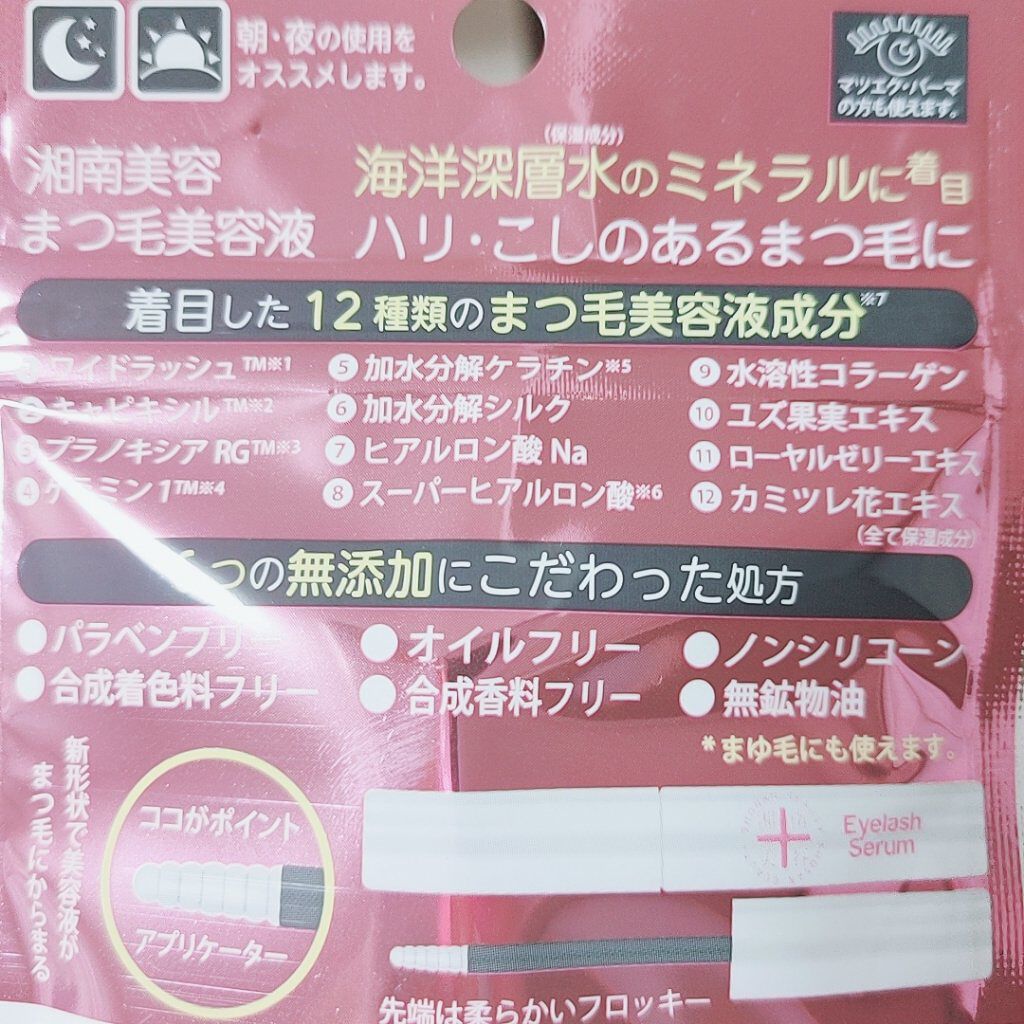 朝・夜の使用を
オススメします。
マツエク・パーマ
の方も使えます。
湘南美容
まつ毛美容液
(保湿成分)
海洋深層水のミネラルに着目
ハリ・こしのあるまつ毛に
着目した12種類のまつ毛美容液成分※7
ワイドラッシュTM※1
キャピキシルTM※2
プラノキシアRGTM※3
④ケラミン1TM※4
⑤加水分解ケラチン※5
⑥加水分解シルク
⑦ヒアルロン酸Na
⑧スーパーヒアルロン酸※6
⑨水溶性コラーゲン
⑩ユズ果実エキス
⑪ローヤルゼリーエキス
⑫カミツレ花エキス
(全て保湿成分)
つの無添加にこだわった処方
●パラベンフリー
●オイルフリー
●ノンシリコーン
●合成着色料フリー
●合成香料フリー
●無鉱物油
*まゆ毛にも使えます。
新形状で美容液が
まつ毛にからまる
ココがポイント
アプリケーター
Eyelash
Serum
先端は柔らかいフロッキー